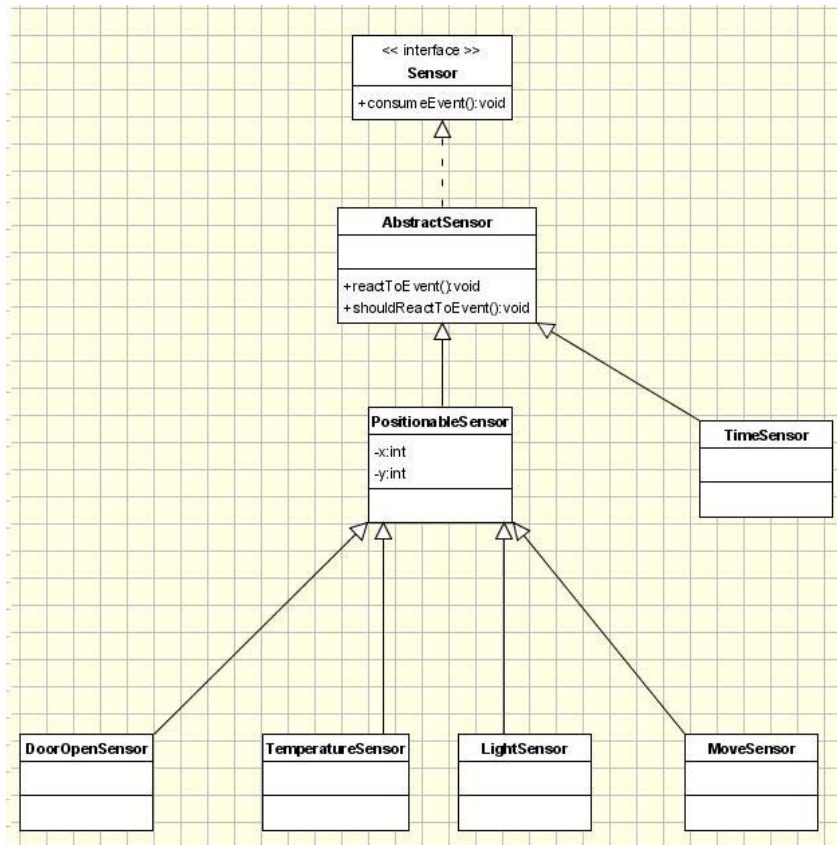 << interface >>
Sensor
+consumeEvent():void
AbstractSensor
+reactToEvent():void
+shouldReactToEvent():void
PositionableSensor
-x:int
-y:int
TimeSensor
DoorOpenSensor
TemperatureSensor
LightSensor
MoveSensor